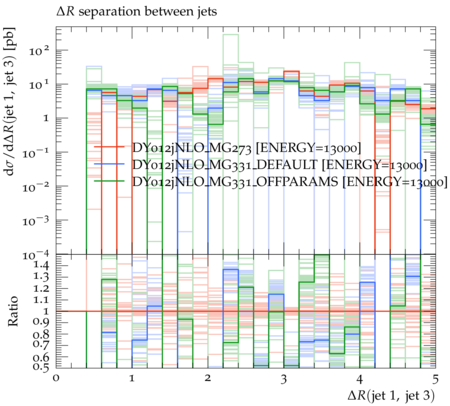 ΔR separation between jets
dσ/dΔR(jet 1, jet 3) [pb]
10²
10¹
1
10⁻¹
10⁻²
10⁻³
10⁻⁴
DY012jNLO_MG273 [ENERGY=13000]
DY012jNLO_MG331_DEFAULT [ENERGY=13000]
DY012jNLO_MG331_OFFPARAMS [ENERGY=13000]
Ratio
1.4
1.3
1.2
1.1
1
0.9
0.8
0.7
0.6
0.5
0 1 2 3 4 5
ΔR(jet 1, jet 3)